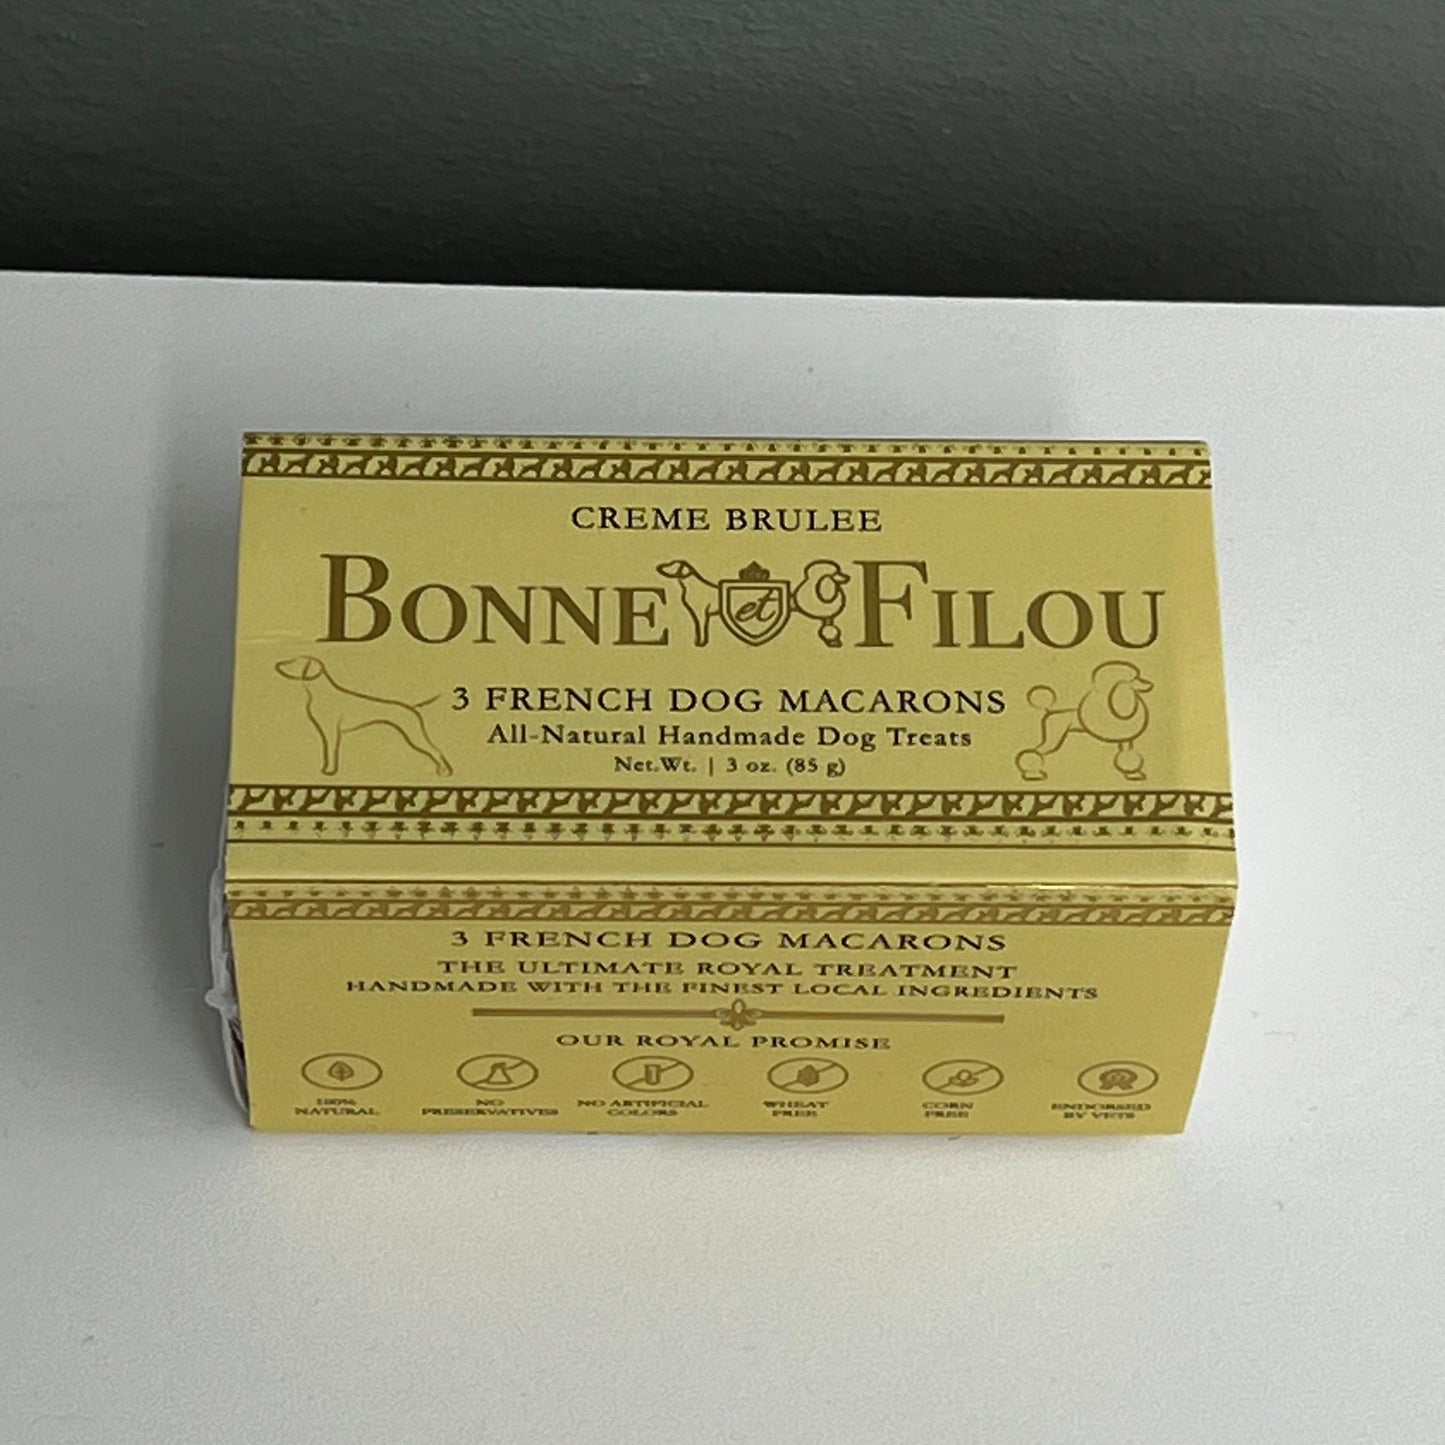 CREME BRULEE
BONNE et FILOU
3 FRENCH DOG MACARONS
All-Natural Handmade Dog Treats
Net.Wt. | 3 oz. (85 g)
3 FRENCH DOG MACARONS
THE ULTIMATE ROYAL TREATMENT
HANDMADE WITH THE FINEST LOCAL INGREDIENTS
OUR ROYAL PROMISE
100%
NATURAL
NO
PRESERVATIVES
NO ARTIFICIAL
COLORS
WHEAT
FREE
CORN
FREE
ENDORSED
BY VETS